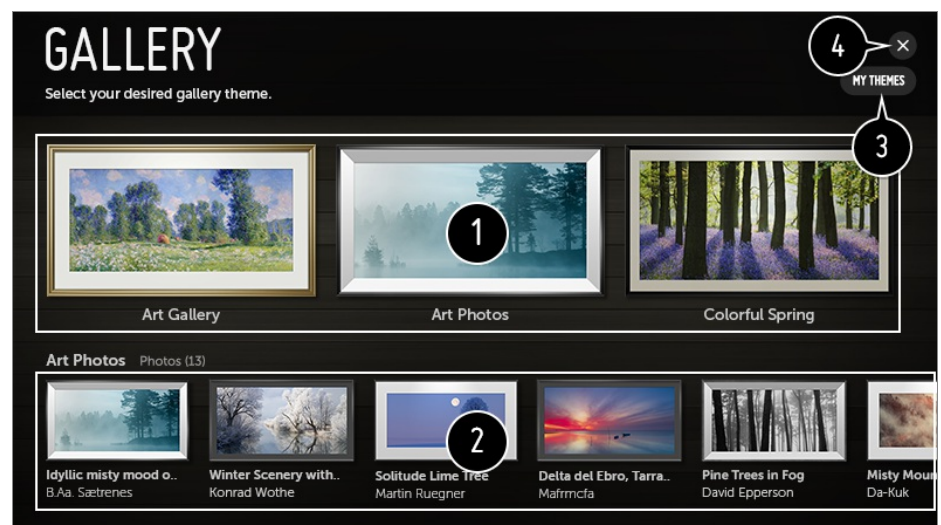 GALLERY
Select your desired gallery theme.
4
×
MY THEMES
3
1
Art Gallery
Art Photos
Colorful Spring
Art Photos Photos (13)
2
Idyllic misty mood o..
B.Aa. Sætrenes
Winter Scenery with..
Konrad Wothe
Solitude Lime Tree
Martin Ruegner
Delta del Ebro, Tarra..
Mafrmcfa
Pine Trees in Fog
David Epperson
Misty Moun
Da-Kuk